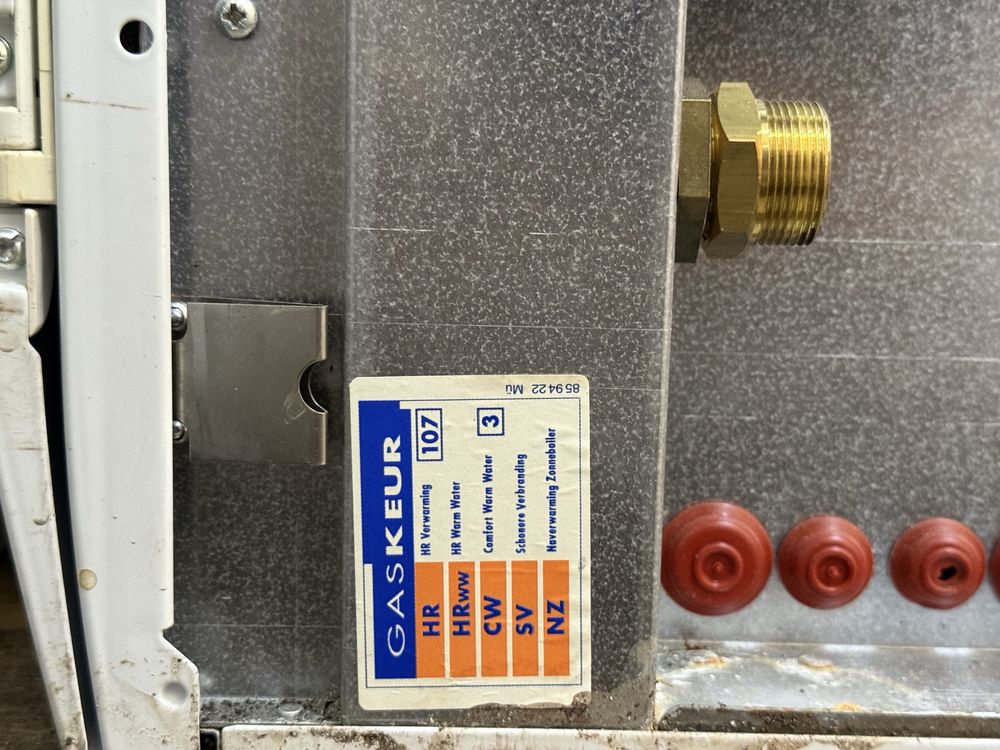 GASKEUR
HR HR Verwarming 107
HRww HR Warm Water
CW Comfort Warm Water 3
SV Schonere Verbranding
NZ Naverwarming Zonneboiler
859422 Mü